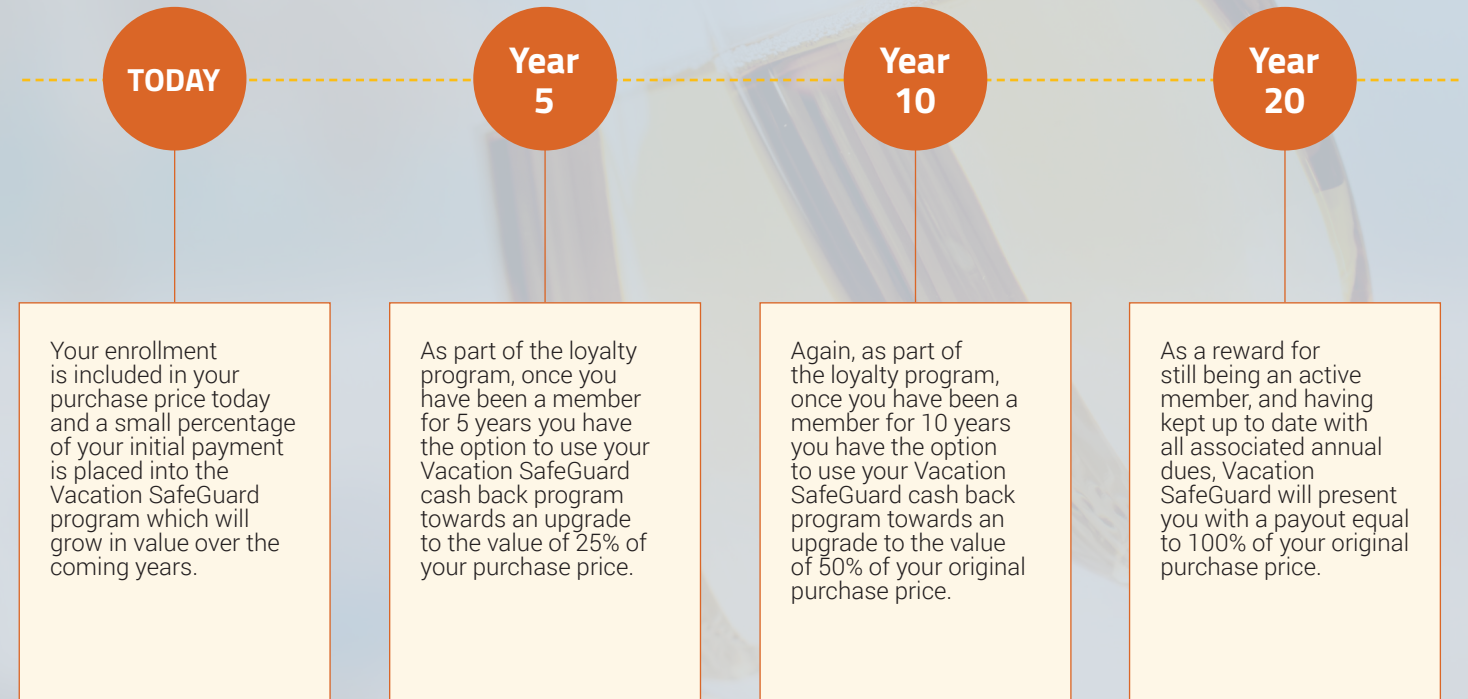 TODAY
Year
5
Year
10
Year
20
Your enrollment
is included in your
purchase price today
and a small percentage
of your initial payment
is placed into the
Vacation SafeGuard
program which will
grow in value over the
coming years.
As part of the loyalty
program, once you
have been a member
for 5 years you have
the option to use your
Vacation SafeGuard
cash back program
towards an upgrade
to the value of 25% of
your purchase price.
Again, as part of
the loyalty program,
once you have been a
member for 10 years
you have the option
to use your Vacation
SafeGuard cash back
program towards an
upgrade to the value
of 50% of your original
purchase price.
As a reward for
still being an active
member, and having
kept up to date with
all associated annual
dues, Vacation
SafeGuard will present
you with a payout equal
to 100% of your original
purchase price.